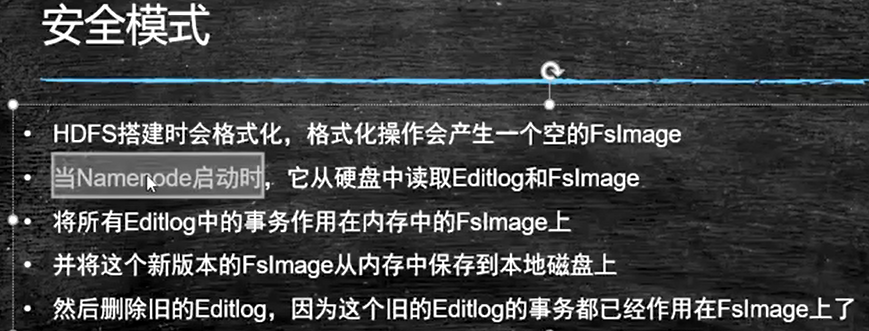 安全模式
• HDFS搭建时会格式化，格式化操作会产生一个空的FsImage
• 当Namenode启动时，它从硬盘中读取Editlog和FsImage
• 将所有Editlog中的事务作用在内存中的FsImage上
• 并将这个新版本的FsImage从内存中保存到本地磁盘上
• 然后删除旧的Editlog，因为这个旧的Editlog的事务都已经作用在FsImage上了